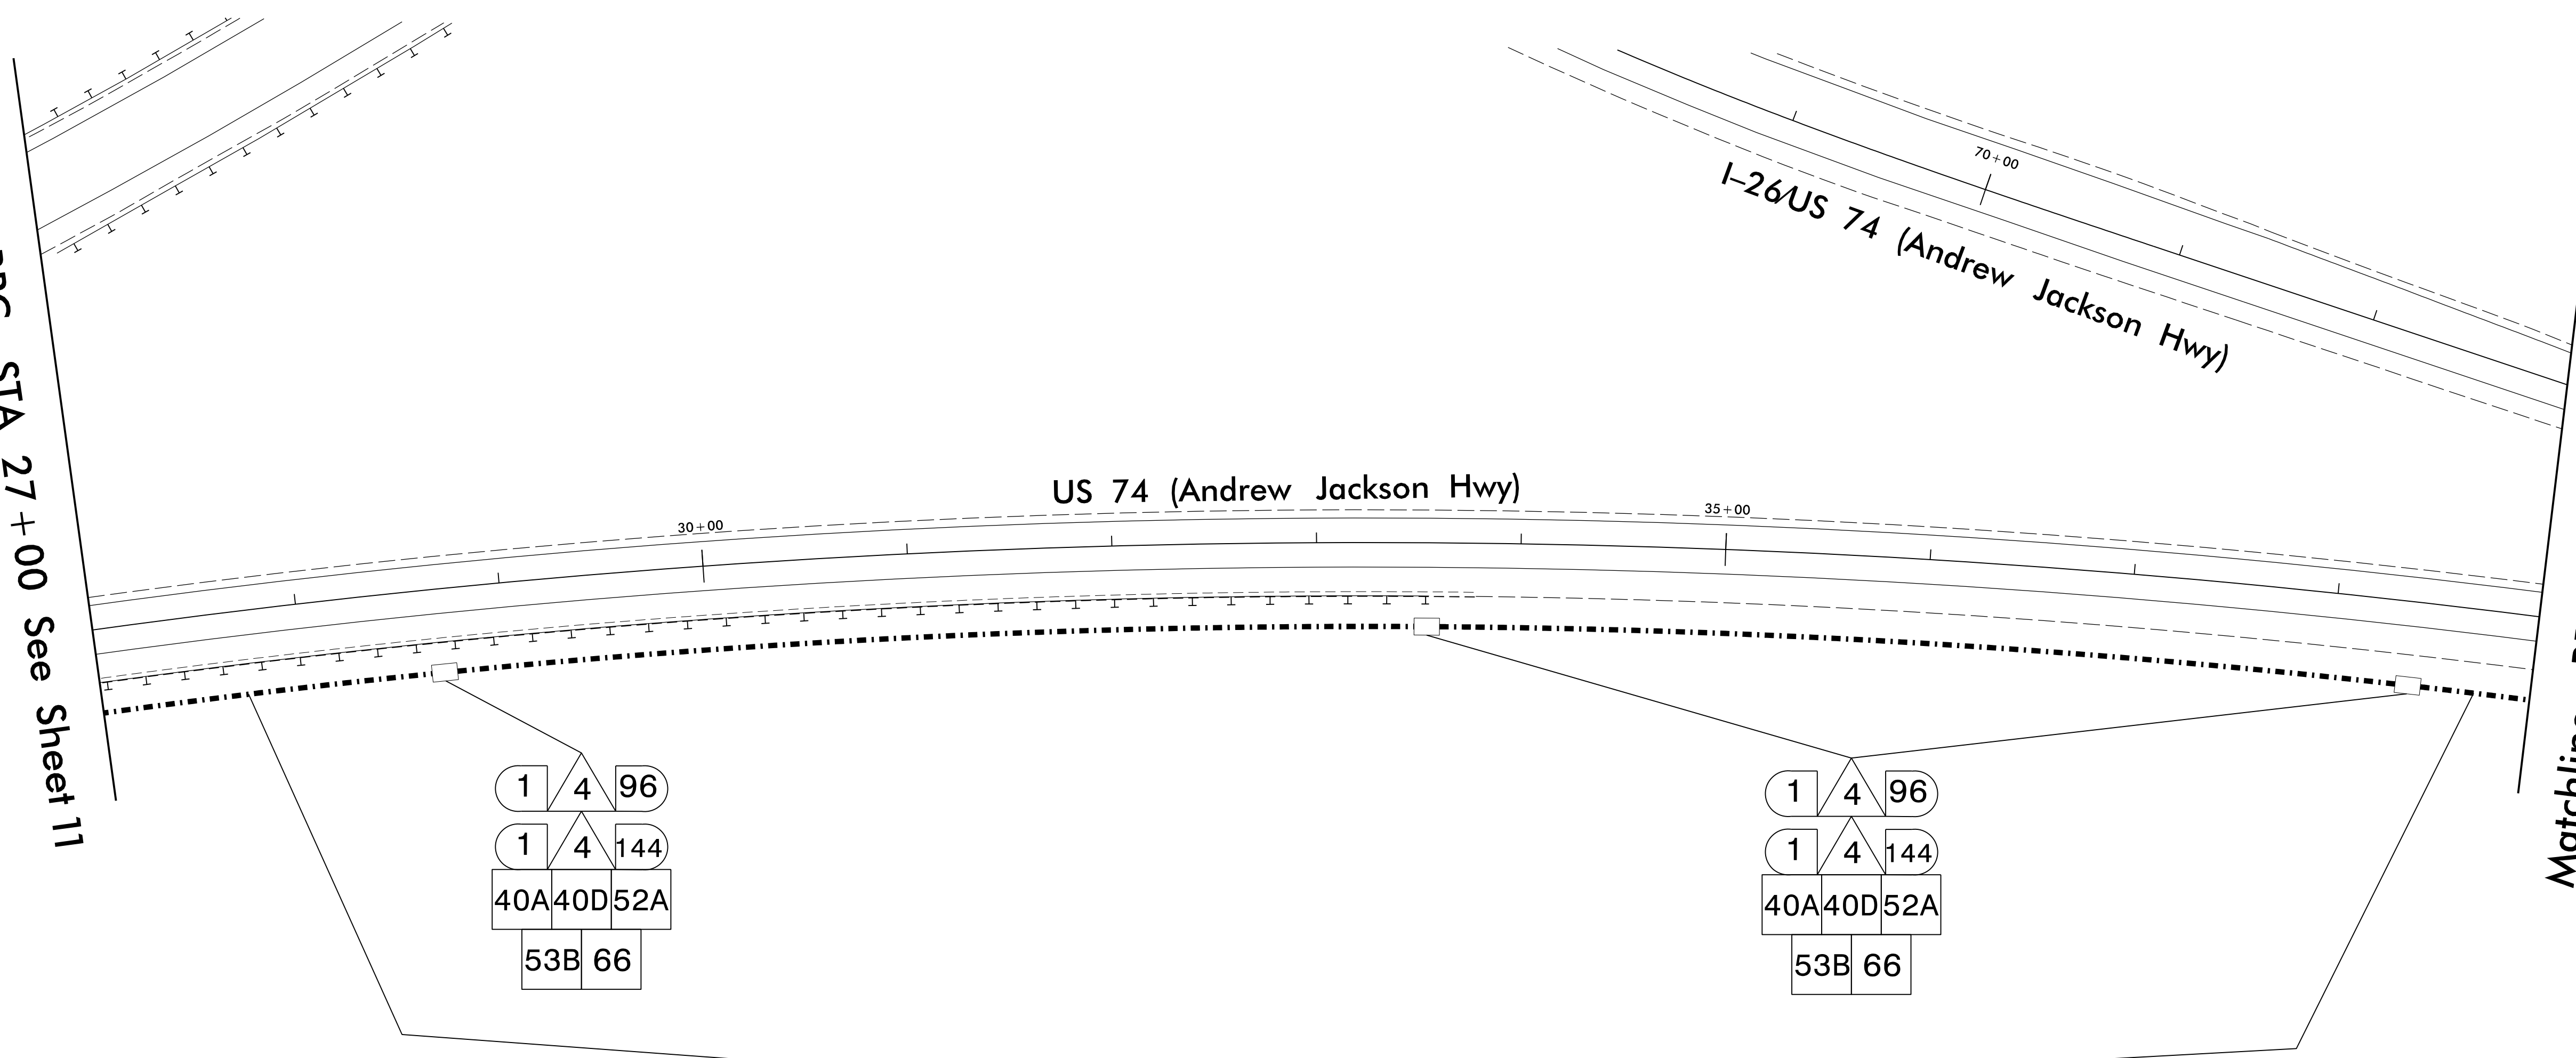 70+00
I-26/US 74 (Andrew Jackson Hwy)
US 74 (Andrew Jackson Hwy)
30+00
35+00
STA 27+00 See Sheet 11
1 4 96
1 4 144
40A 40D 52A
53B 66
1 4 96
1 4 144
40A 40D 52A
53B 66